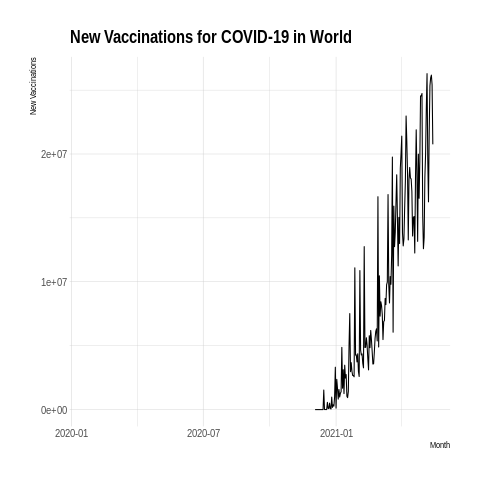 New Vaccinations for COVID-19 in World
New Vaccinations
2e+07
1e+07
0e+00
2020-01 2020-07 2021-01
Month